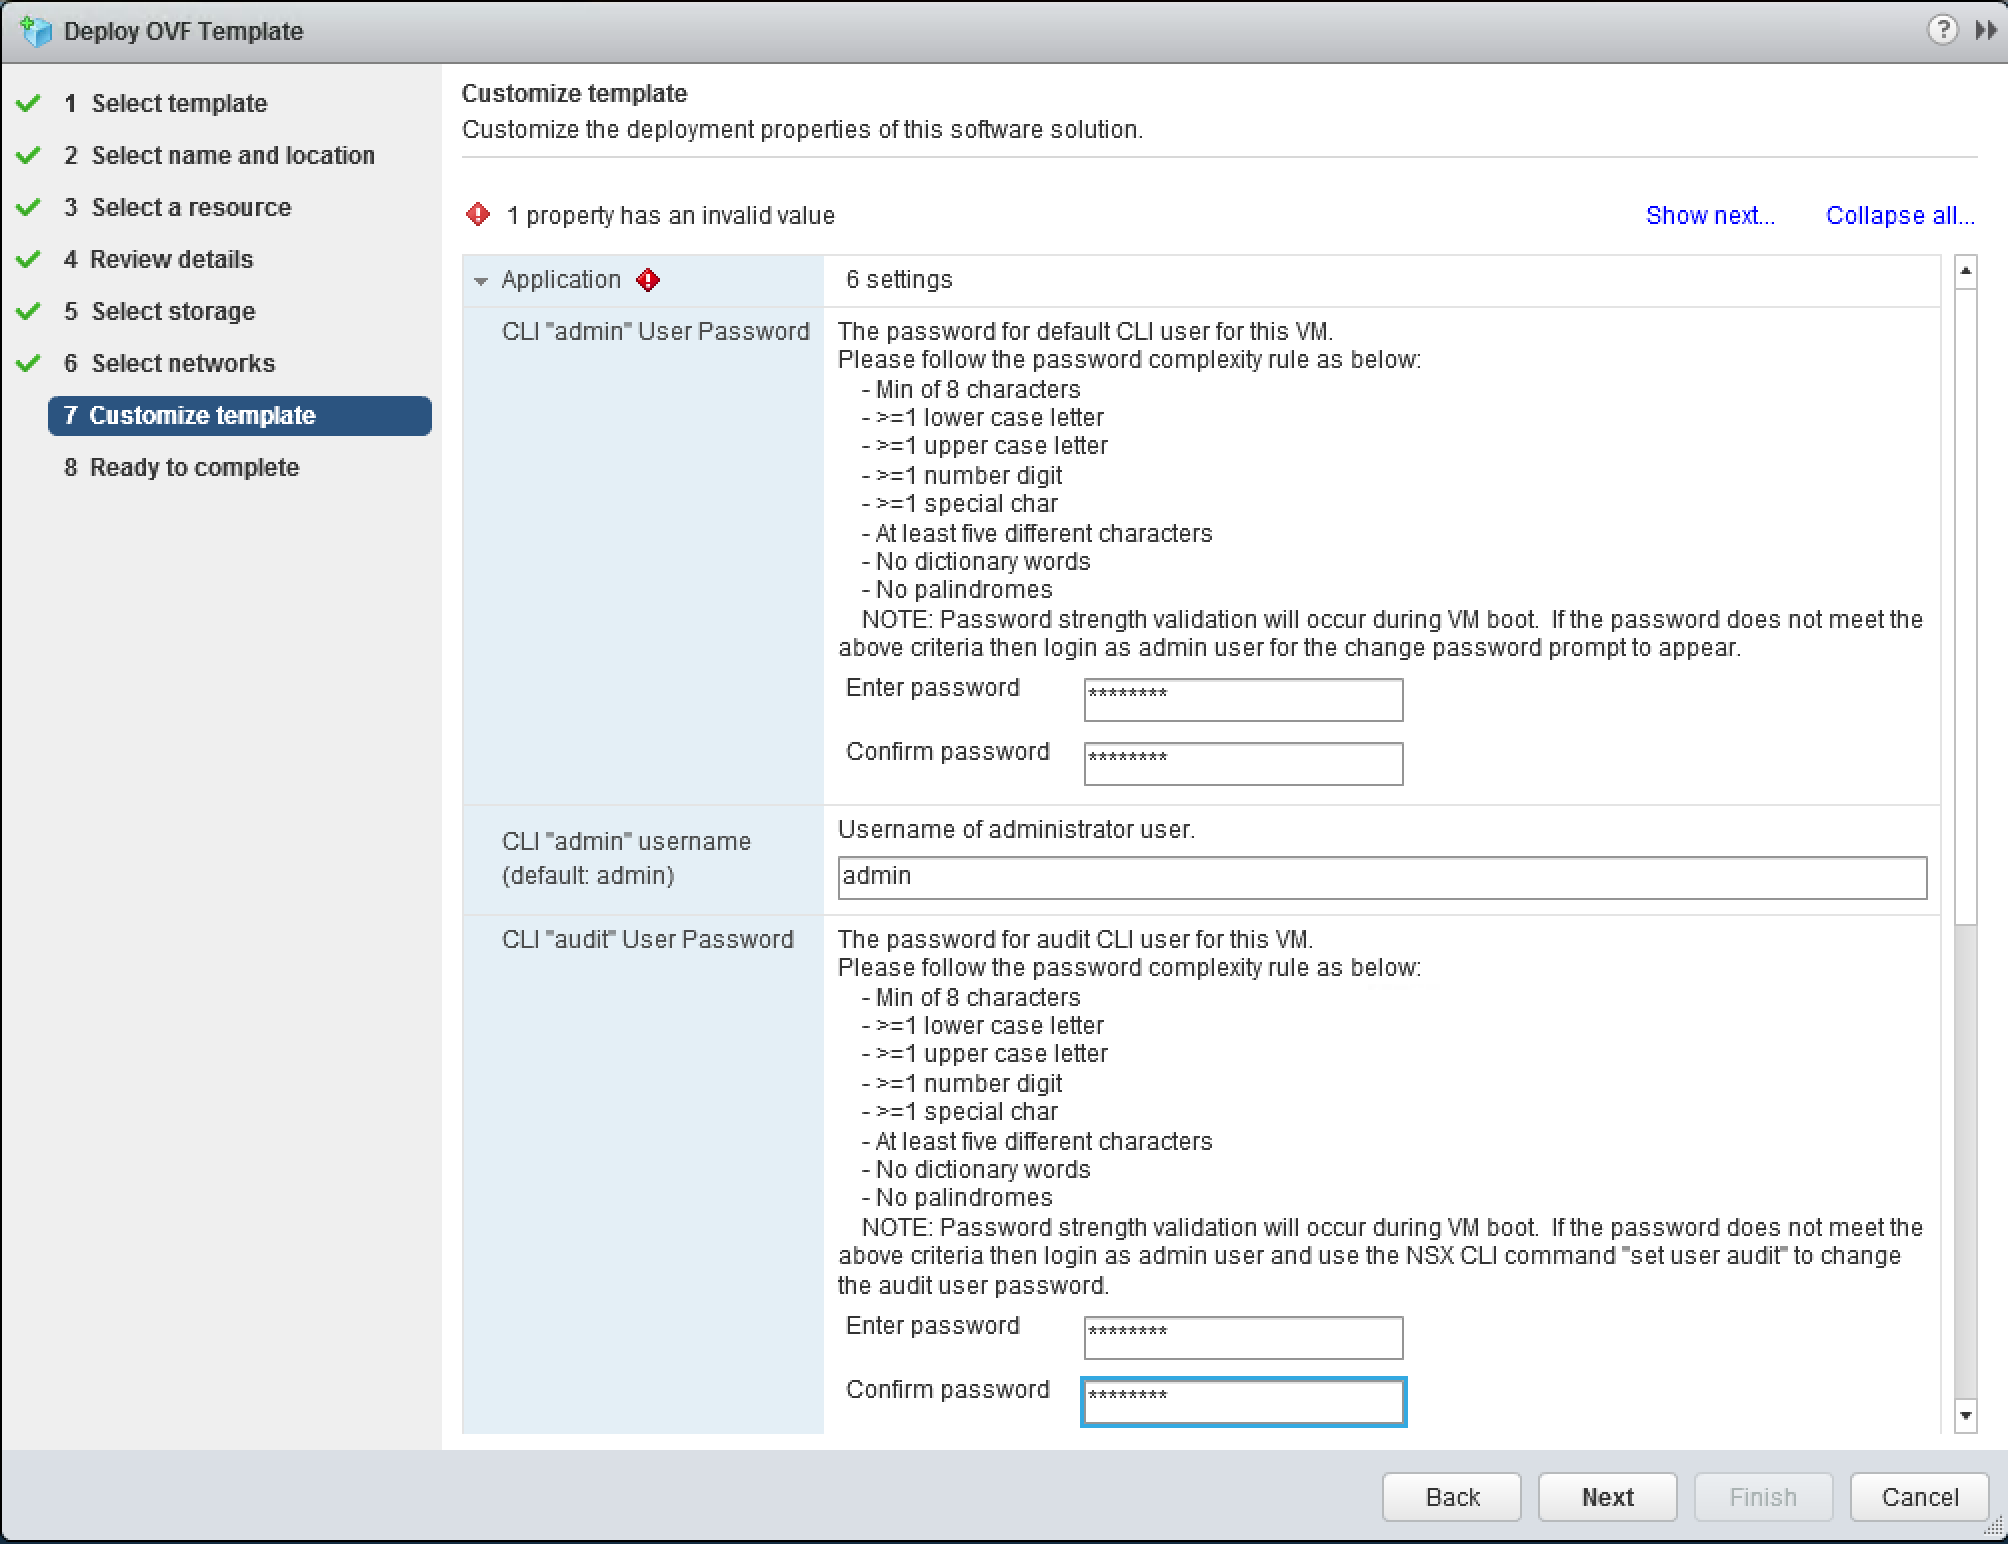 Deploy OVF Template
1 Select template
2 Select name and location
3 Select a resource
4 Review details
5 Select storage
6 Select networks
7 Customize template
8 Ready to complete
Customize template
Customize the deployment properties of this software solution.
1 property has an invalid value
Show next...
Collapse all...
Application
6 settings
CLI "admin" User Password
The password for default CLI user for this VM.
Please follow the password complexity rule as below:
- Min of 8 characters
- >=1 lower case letter
- >=1 upper case letter
- >=1 number digit
- >=1 special char
- At least five different characters
- No dictionary words
- No palindromes
NOTE: Password strength validation will occur during VM boot.  If the password does not meet the
above criteria then login as admin user for the change password prompt to appear.
Enter password
********
Confirm password
********
CLI "admin" username
(default: admin)
Username of administrator user.
admin
CLI "audit" User Password
The password for audit CLI user for this VM.
Please follow the password complexity rule as below:
- Min of 8 characters
- >=1 lower case letter
- >=1 upper case letter
- >=1 number digit
- >=1 special char
- At least five different characters
- No dictionary words
- No palindromes
NOTE: Password strength validation will occur during VM boot.  If the password does not meet the
above criteria then login as admin user and use the NSX CLI command "set user audit" to change
the audit user password.
Enter password
********
Confirm password
********
Back
Next
Finish
Cancel